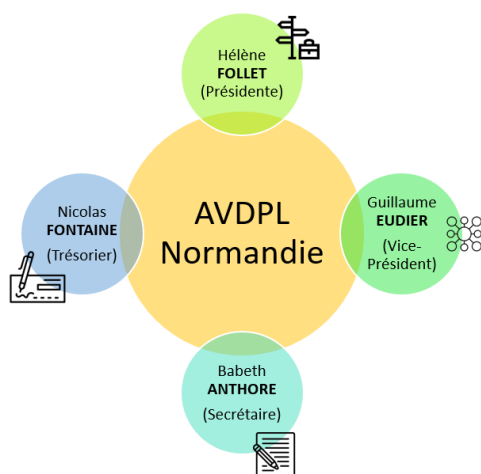 Hélène
FOLLET
(Présidente)
AVDPL
Normandie
Nicolas
FONTAINE
(Trésorier)
Guillaume
EUDIER
(Vice-
Président)
Babeth
ANTHORE
(Secrétaire)